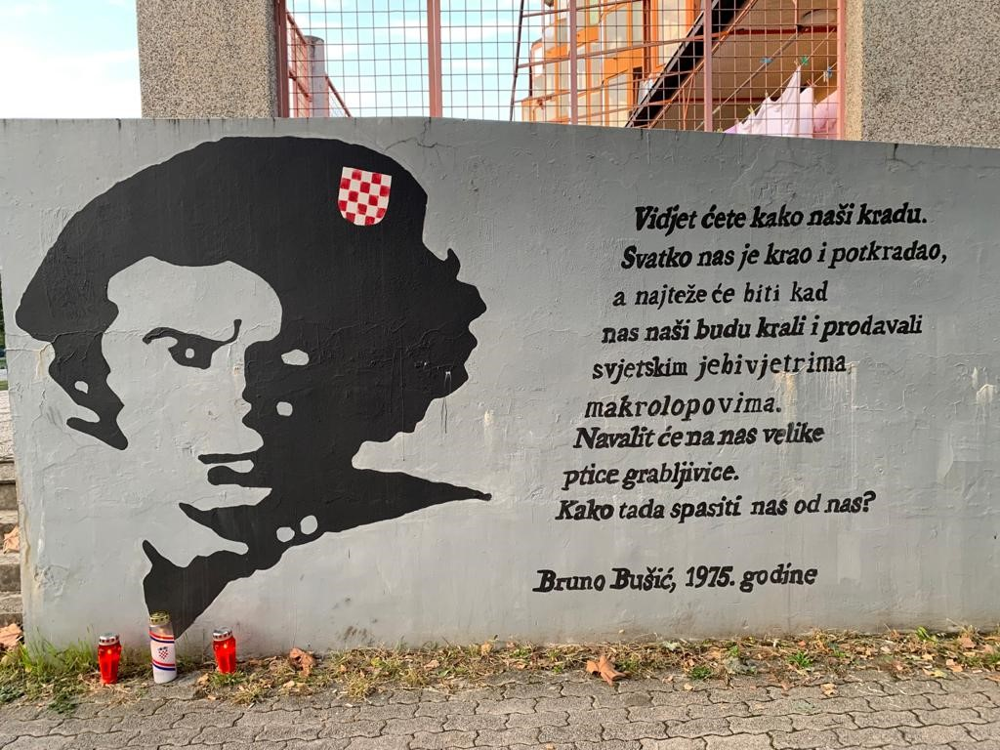 Vidjet ćete kako naši kradu.
Svatko nas je krao i potkradao,
a najteže će biti kad
nas naši budu krali i prodavali
svjetskim jebivjetrima
makrolopovima.
Navalit će na nas velike
ptice grabljivice.
Kako tada spasiti nas od nas?
Bruno Bušić, 1975. godine